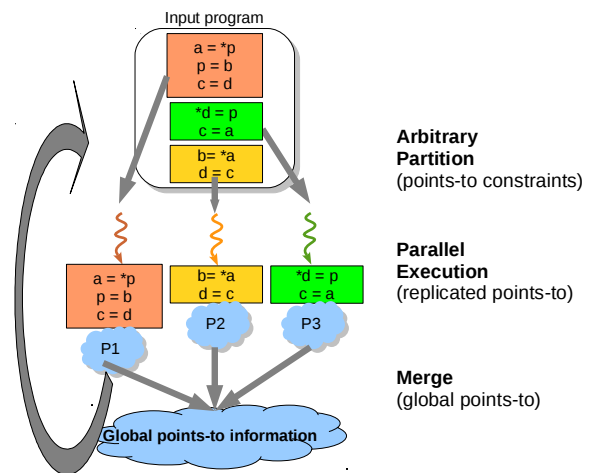 Input program
a = *p
p = b
c = d
*d = p
c = a
b= *a
d = c
Arbitrary
Partition
(points-to constraints)
Parallel
Execution
(replicated points-to)
a = *p
p = b
c = d
b= *a
d = c
*d = p
c = a
P1
P2
P3
Merge
(global points-to)
Global points-to information